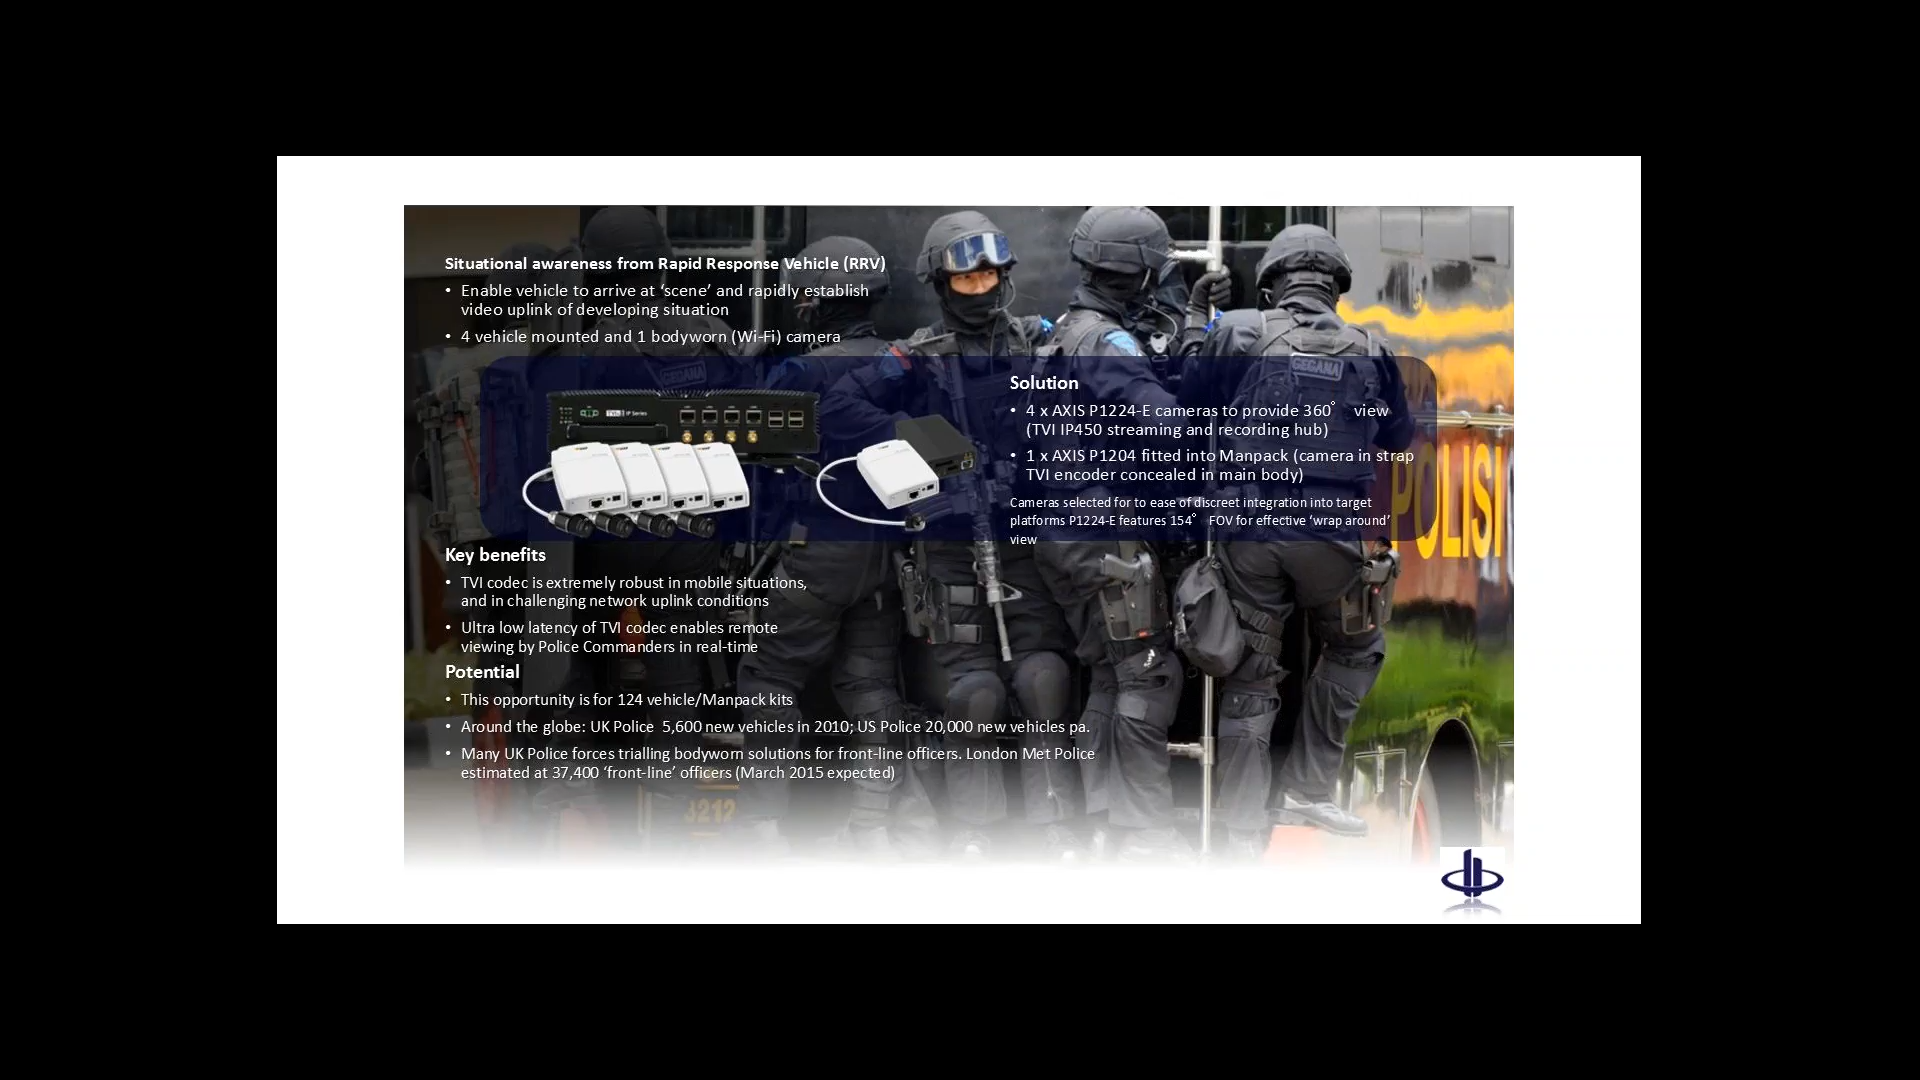 Situational awareness from Rapid Response Vehicle (RRV)
• Enable vehicle to arrive at ‘scene’ and rapidly establish
video uplink of developing situation
• 4 vehicle mounted and 1 bodyworn (Wi-Fi) camera
GEGANA
GEGANA
TVI IP Series
Solution
• 4 x AXIS P1224-E cameras to provide 360˚ view
(TVI IP450 streaming and recording hub)
• 1 x AXIS P1204 fitted into Manpack (camera in strap
TVI encoder concealed in main body)
Cameras selected for to ease of discreet integration into target
platforms P1224-E features 154˚ FOV for effective ‘wrap around’
view
POLISI
Key benefits
• TVI codec is extremely robust in mobile situations,
and in challenging network uplink conditions
• Ultra low latency of TVI codec enables remote
viewing by Police Commanders in real-time
Potential
• This opportunity is for 124 vehicle/Manpack kits
• Around the globe: UK Police 5,600 new vehicles in 2010; US Police 20,000 new vehicles pa.
• Many UK Police forces trialling bodyworn solutions for front-line officers. London Met Police
estimated at 37,400 ‘front-line’ officers (March 2015 expected)
3212